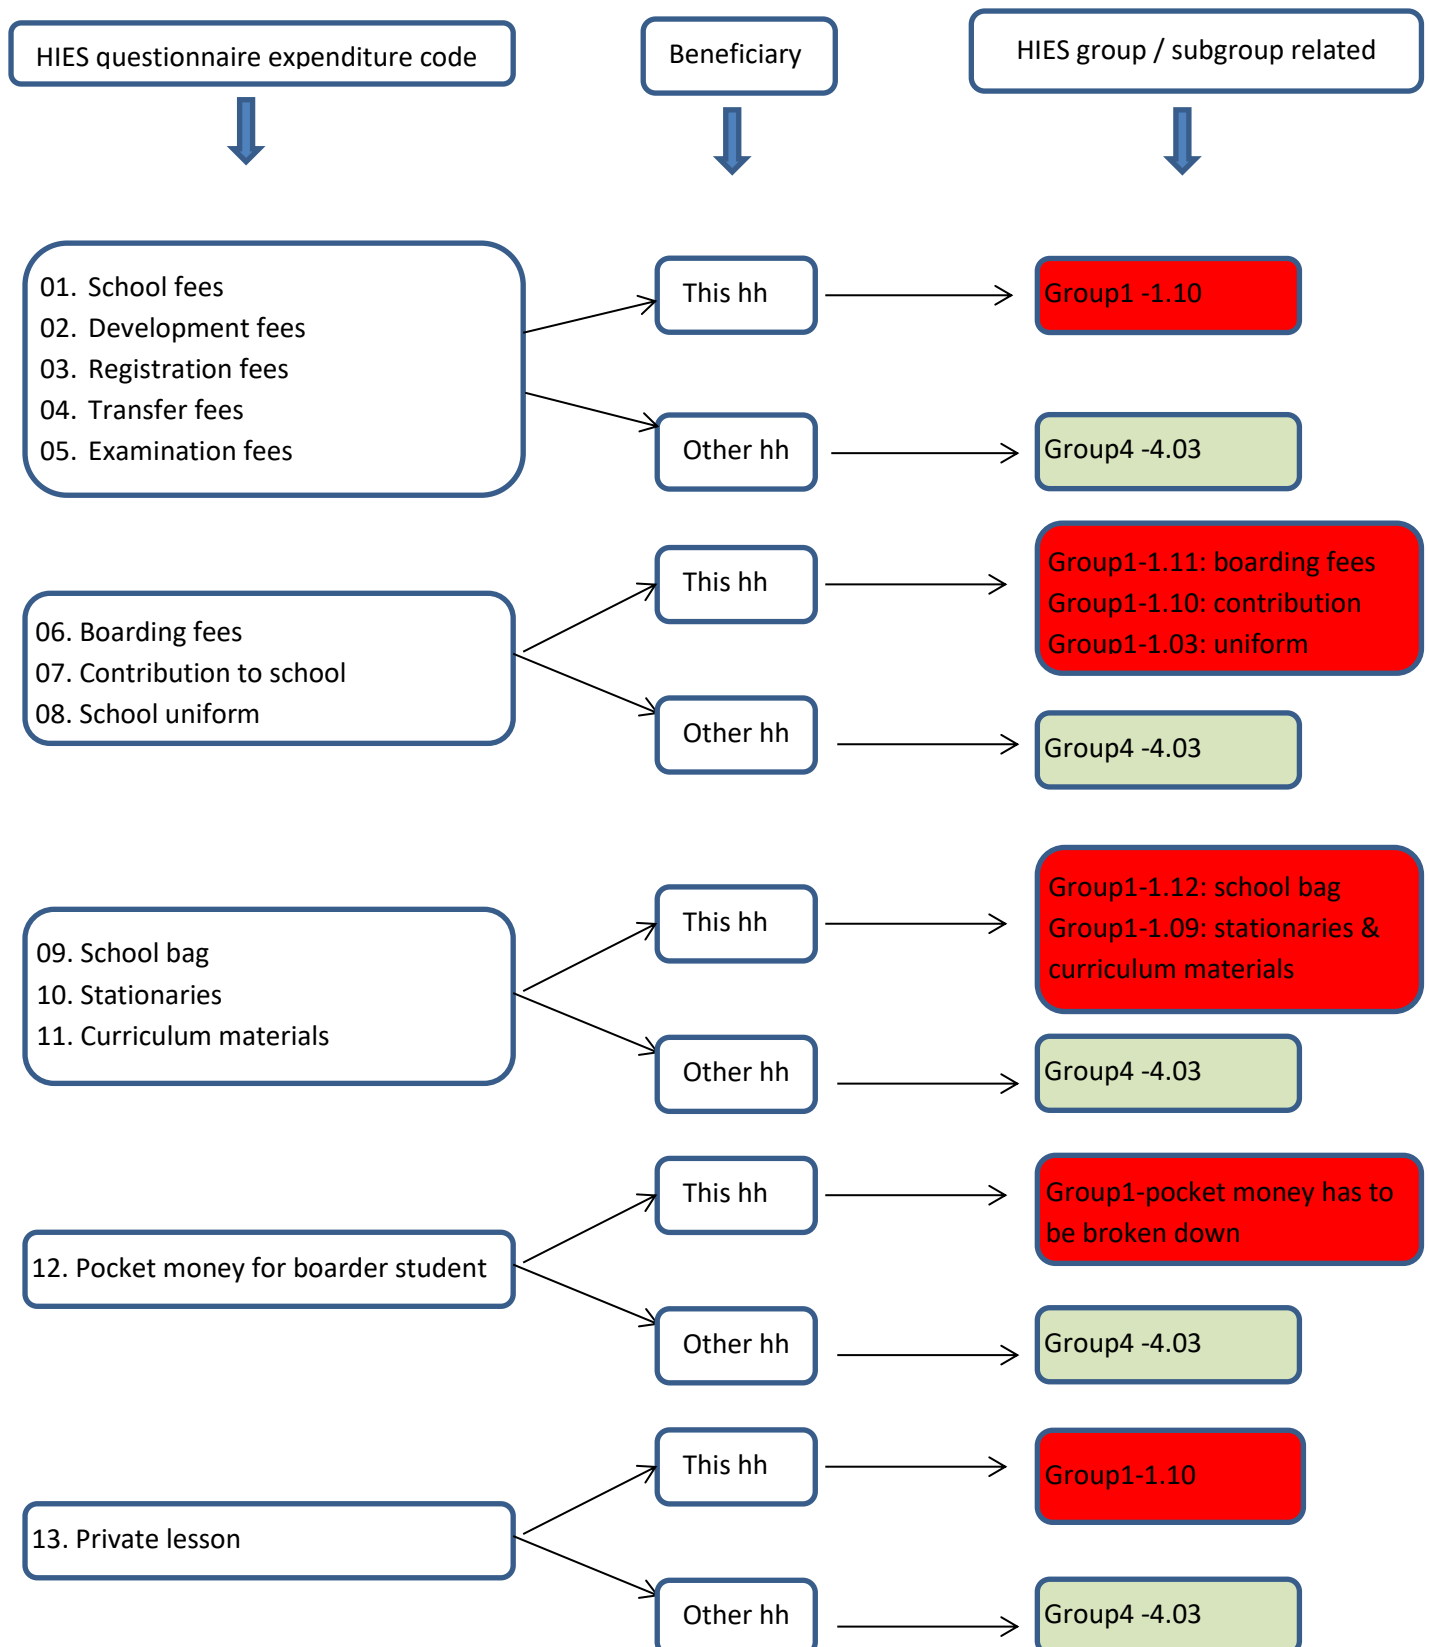 HIES questionnaire expenditure code
Beneficiary
HIES group / subgroup related
01. School fees
02. Development fees
03. Registration fees
04. Transfer fees
05. Examination fees
This hh
Group1 -1.10
Other hh
Group4 -4.03
06. Boarding fees
07. Contribution to school
08. School uniform
This hh
Group1-1.11: boarding fees
Group1-1.10: contribution
Group1-1.03: uniform
Other hh
Group4 -4.03
09. School bag
10. Stationaries
11. Curriculum materials
This hh
Group1-1.12: school bag
Group1-1.09: stationaries &
curriculum materials
Other hh
Group4 -4.03
12. Pocket money for boarder student
This hh
Group1-pocket money has to
be broken down
Other hh
Group4 -4.03
13. Private lesson
This hh
Group1-1.10
Other hh
Group4 -4.03